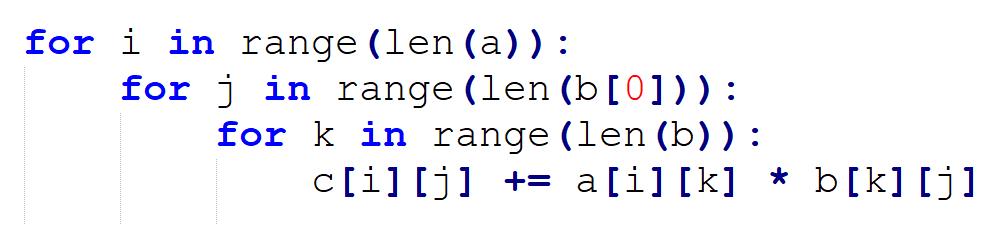 for i in range(len(a)):
    for j in range(len(b[0])):
        for k in range(len(b)):
            c[i][j] += a[i][k] * b[k][j]